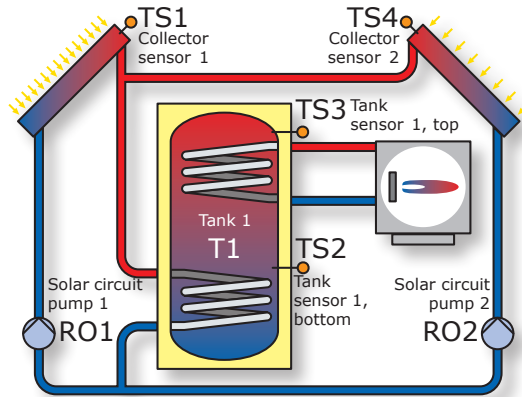 TS1
Collector
sensor 1
TS4
Collector
sensor 2
TS3
Tank
sensor 1, top
Tank 1
T1
TS2
Tank
sensor 1,
bottom
Solar circuit
pump 1
RO1
Solar circuit
pump 2
RO2